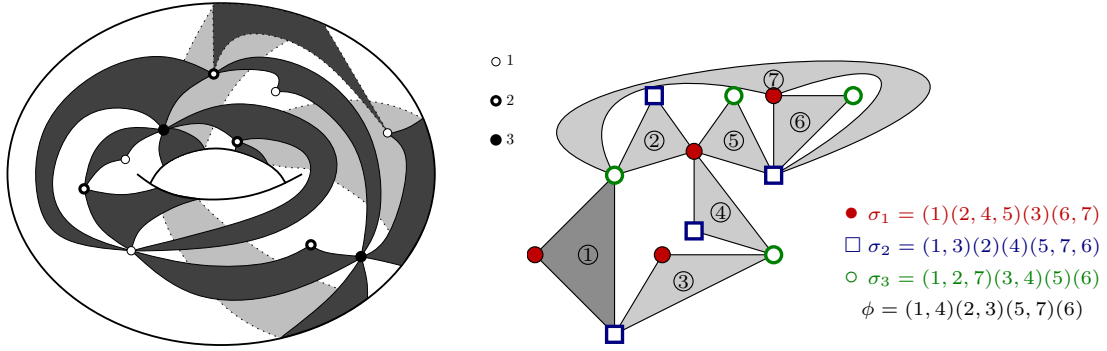 1
2
3
⑦
② ⑤ ⑥
④
①
③
σ₁ = (1)(2, 4, 5)(3)(6, 7)
σ₂ = (1, 3)(2)(4)(5, 7, 6)
σ₃ = (1, 2, 7)(3, 4)(5)(6)
ϕ = (1, 4)(2, 3)(5, 7)(6)